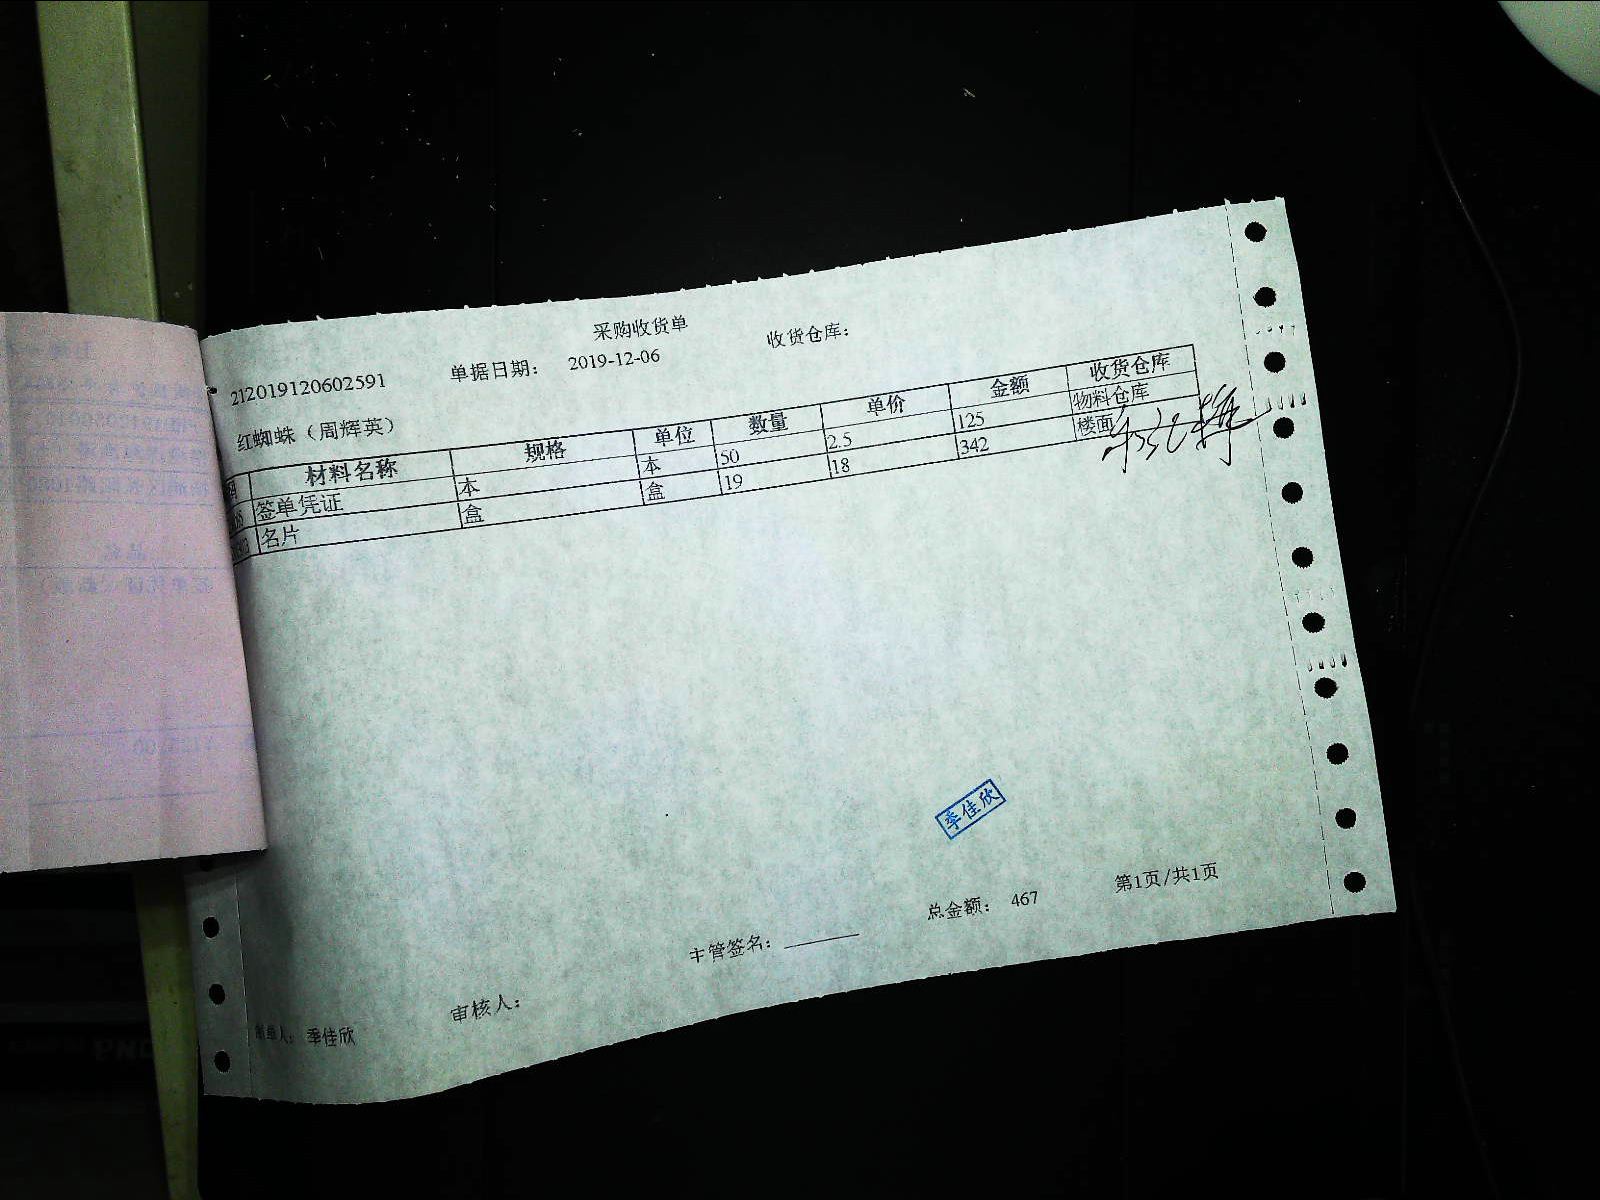 采购收货单
212019120602591 单据日期： 2019-12-06 收货仓库：
红蜘蛛（周辉英）
材料名称 规格 单位 数量 单价 金额 收货仓库
签单凭证 本 本 50 2.5 125 物料仓库
名片 盒 盒 19 18 342 楼面
季佳欣
总金额： 467 第1页/共1页
主管签名：
审核人：
制单人： 季佳欣